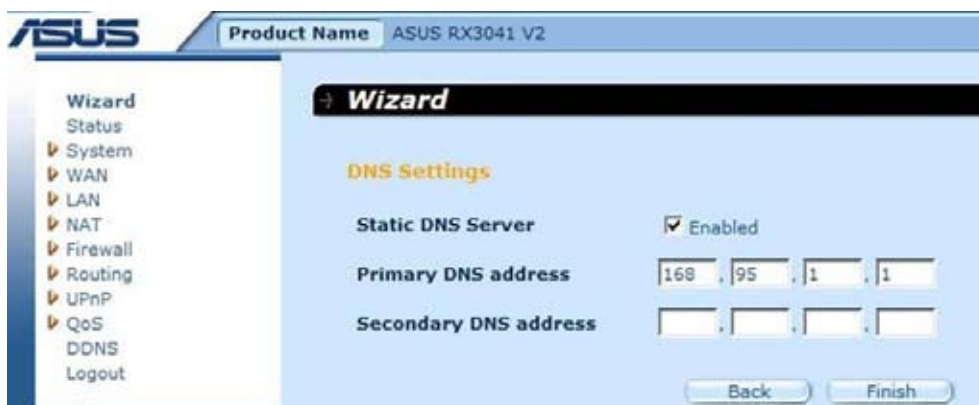 ASUS
Product Name ASUS RX3041 V2
Wizard
Status
System
WAN
LAN
NAT
Firewall
Routing
UPnP
QoS
DDNS
Logout
Wizard
DNS Settings
Static DNS Server Enabled
Primary DNS address 168 . 95 . 1 . 1
Secondary DNS address . . .
Back Finish